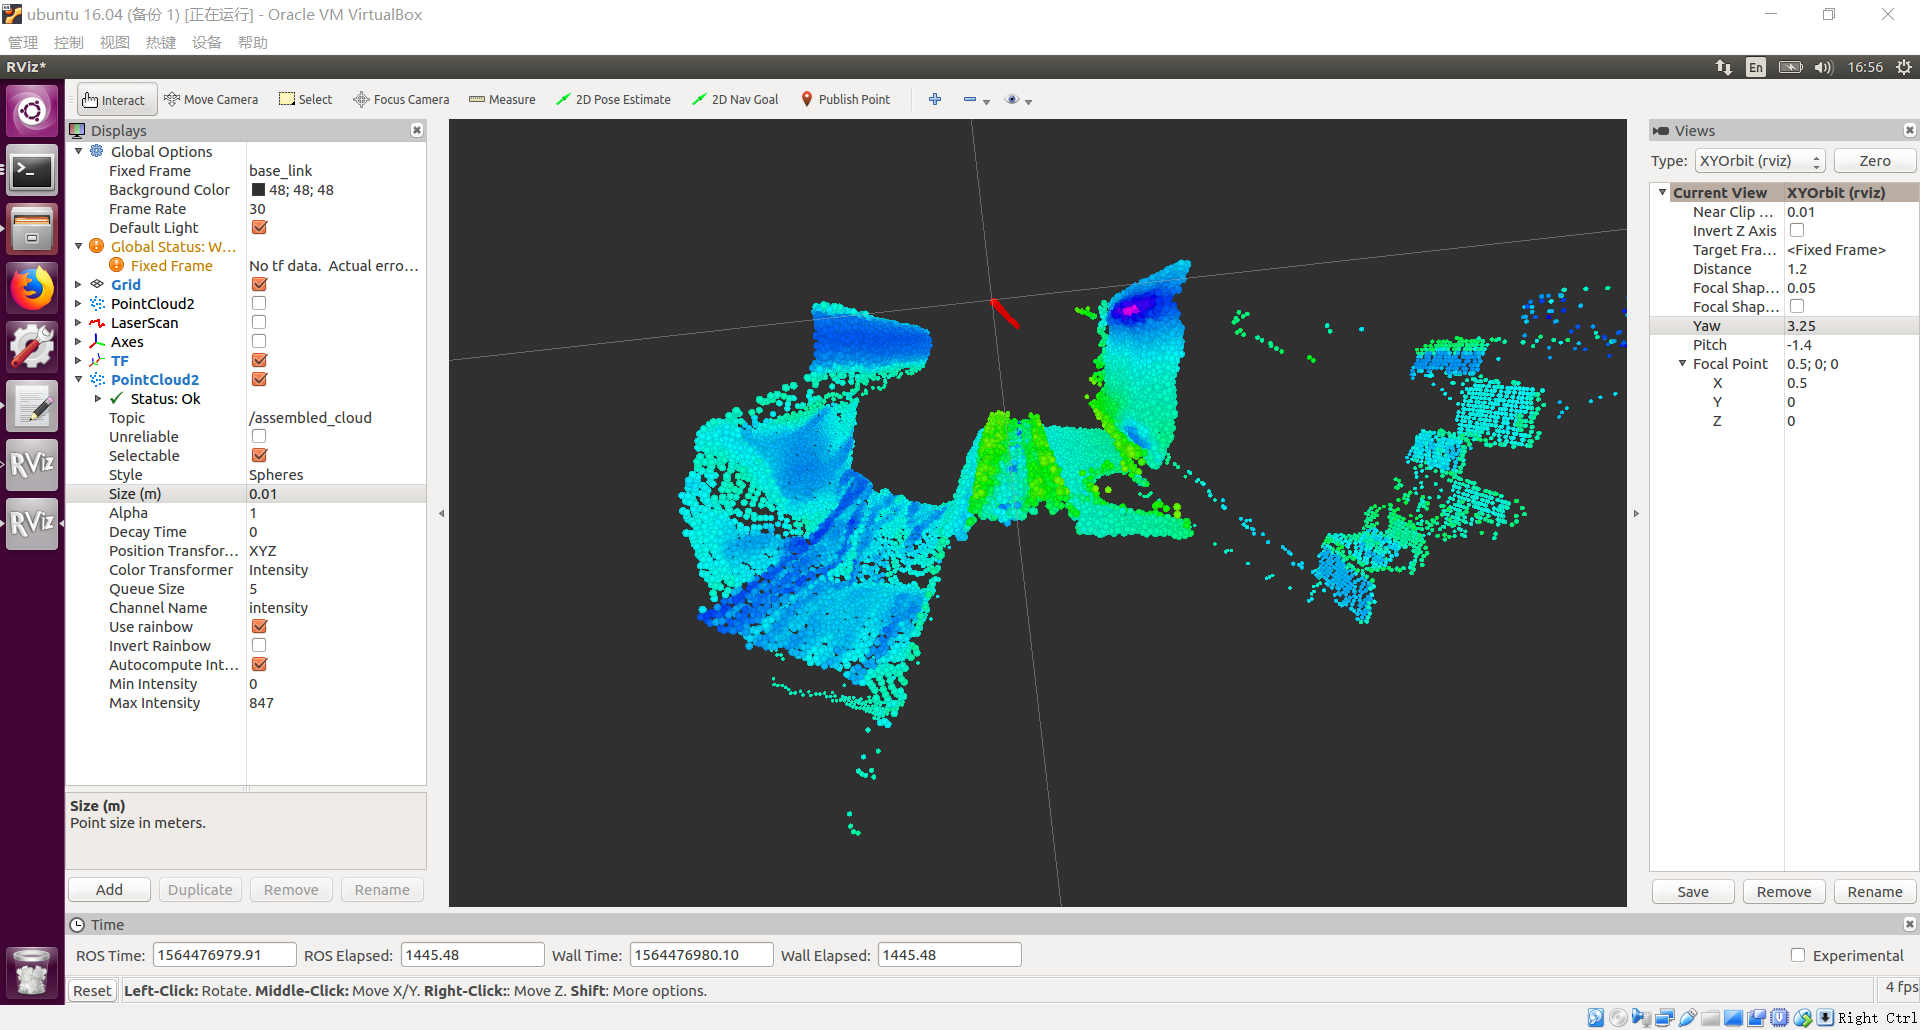 ubuntu 16.04 (备份 1) [正在运行] - Oracle VM VirtualBox
管理 控制 视图 热键 设备 帮助
RViz*
En 16:56
Interact Move Camera Select Focus Camera Measure 2D Pose Estimate 2D Nav Goal Publish Point
Displays
Global Options
Fixed Frame base_link
Background Color 48; 48; 48
Frame Rate 30
Default Light
Global Status: W...
Fixed Frame No tf data. Actual erro...
Grid
PointCloud2
LaserScan
Axes
TF
PointCloud2
Status: Ok
Topic /assembled_cloud
Unreliable
Selectable
Style Spheres
Size (m) 0.01
Alpha 1
Decay Time 0
Position Transfor... XYZ
Color Transformer Intensity
Queue Size 5
Channel Name intensity
Use rainbow
Invert Rainbow
Autocompute Int...
Min Intensity 0
Max Intensity 847
Size (m)
Point size in meters.
Add Duplicate Remove Rename
RViz
RViz
Views
Type: XYOrbit (rviz) Zero
Current View XYOrbit (rviz)
Near Clip ... 0.01
Invert Z Axis
Target Fra... <Fixed Frame>
Distance 1.2
Focal Shap... 0.05
Focal Shap...
Yaw 3.25
Pitch -1.4
Focal Point 0.5; 0; 0
X 0.5
Y 0
Z 0
Save Remove Rename
Time
ROS Time: 1564476979.91 ROS Elapsed: 1445.48 Wall Time: 1564476980.10 Wall Elapsed: 1445.48 Experimental
Reset Left-Click: Rotate. Middle-Click: Move X/Y. Right-Click:: Move Z. Shift: More options. 4 fps
Right Ctrl